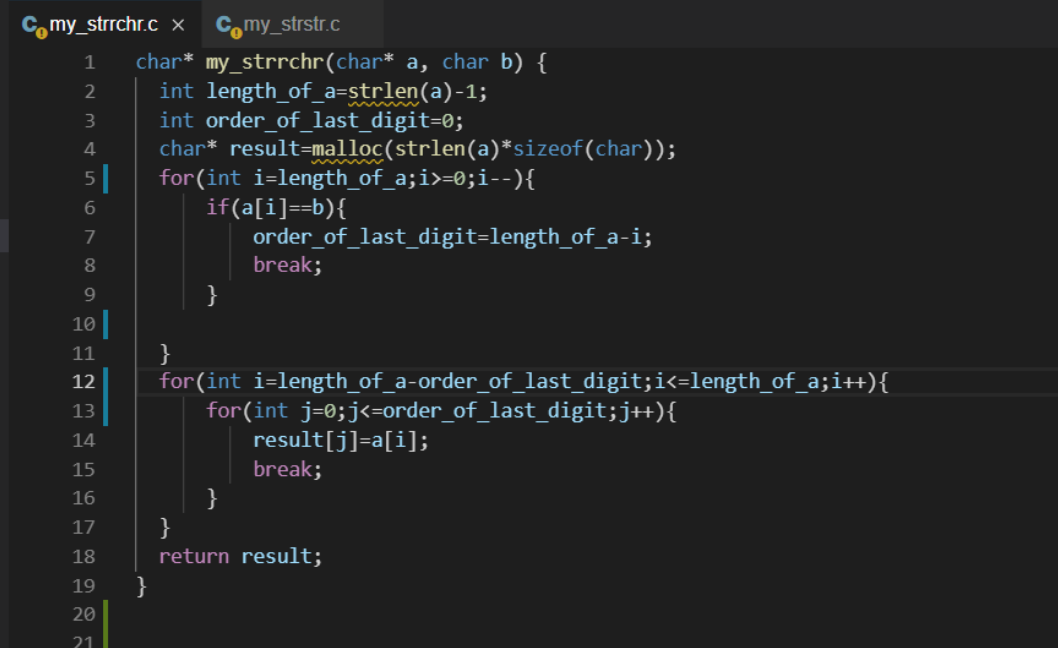 my_strrchr.c × my_strstr.c
1 char* my_strrchr(char* a, char b) {
2 int length_of_a=strlen(a)-1;
3 int order_of_last_digit=0;
4 char* result=malloc(strlen(a)*sizeof(char));
5 for(int i=length_of_a;i>=0;i--){
6 if(a[i]==b){
7 order_of_last_digit=length_of_a-i;
8 break;
9 }
10
11 }
12 for(int i=length_of_a-order_of_last_digit;i<=length_of_a;i++){
13 for(int j=0;j<=order_of_last_digit;j++){
14 result[j]=a[i];
15 break;
16 }
17 }
18 return result;
19 }
20
21